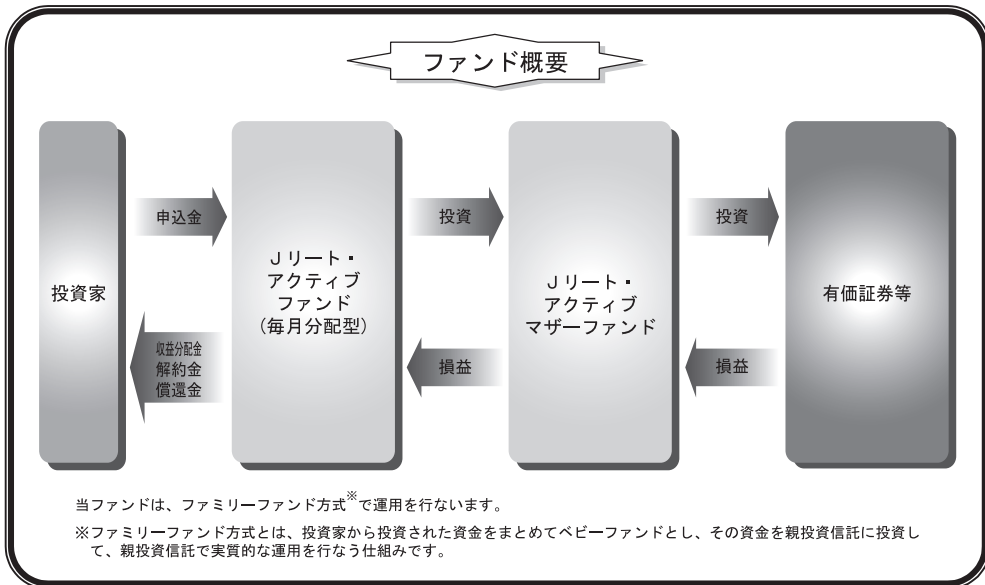 ファンド概要
投資家
申込金
収益分配金
解約金
償還金
Jリート・
アクティブ
ファンド
(毎月分配型)
投資
損益
Jリート・
アクティブ
マザーファンド
投資
損益
有価証券等
当ファンドは、ファミリーファンド方式※で運用を行ないます。
※ファミリーファンド方式とは、投資家から投資された資金をまとめてベビーファンドとし、その資金を親投資信託に投資し
て、親投資信託で実質的な運用を行なう仕組みです。